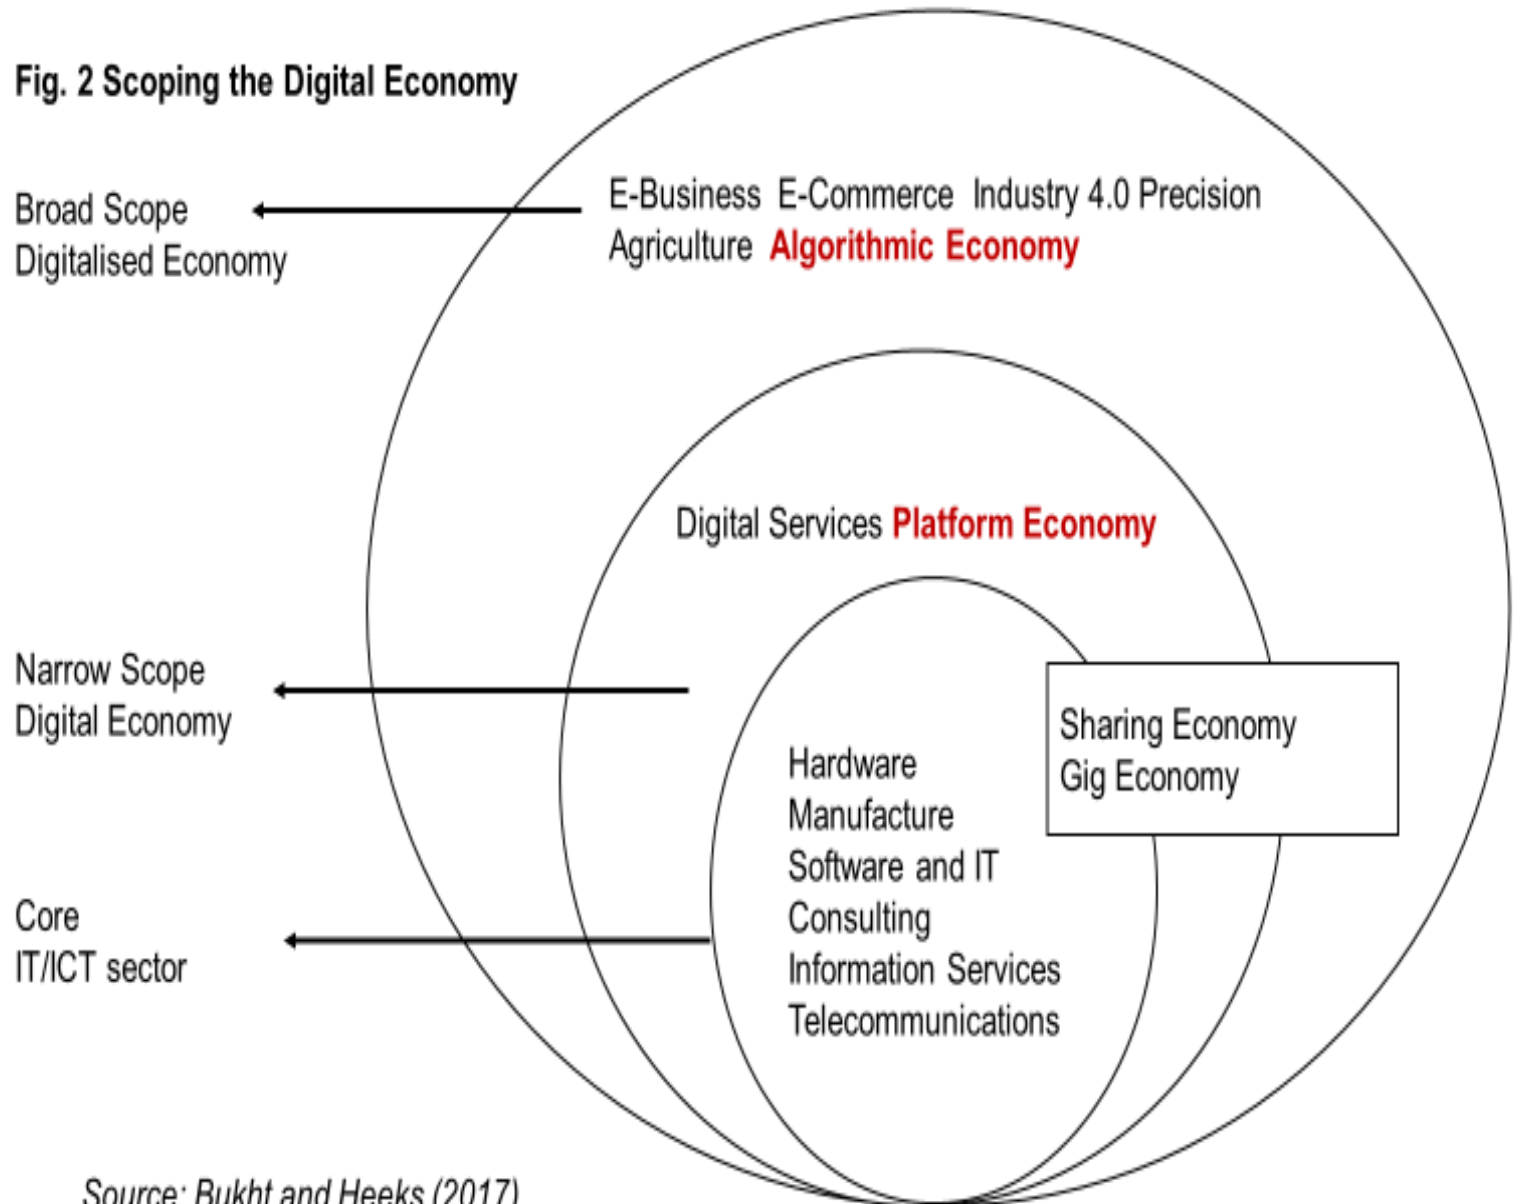 Fig. 2 Scoping the Digital Economy
Broad Scope
Digitalised Economy
E-Business E-Commerce Industry 4.0 Precision
Agriculture Algorithmic Economy
Digital Services Platform Economy
Narrow Scope
Digital Economy
Sharing Economy
Gig Economy
Hardware
Manufacture
Software and IT
Consulting
Information Services
Telecommunications
Core
IT/ICT sector
Source: Bukht and Heeks (2017)